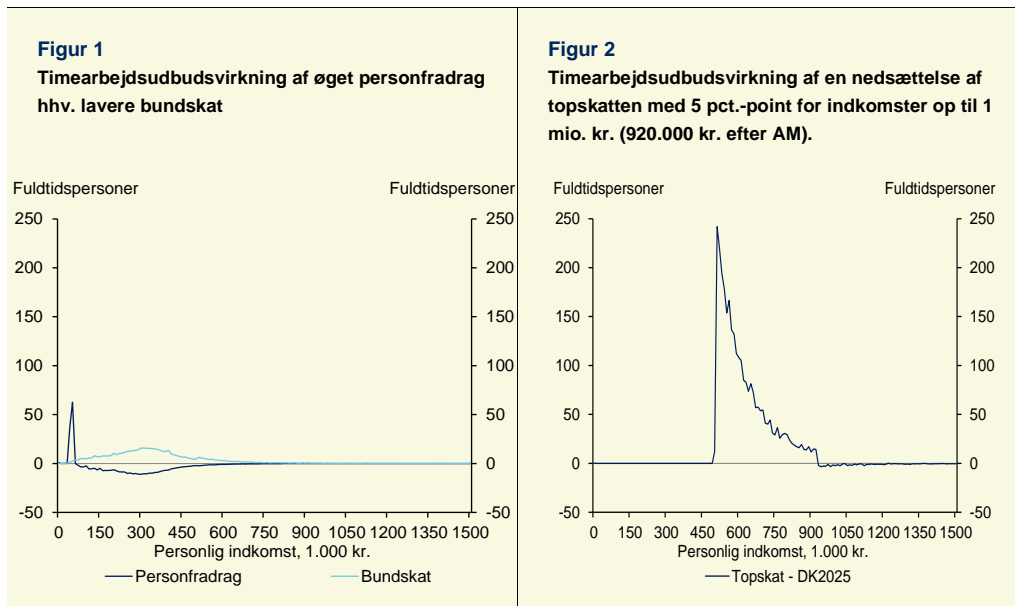 Figur 1
Timearbejdsudbudsvirkning af øget personfradrag
hhv. lavere bundskat
Fuldtidspersoner
Fuldtidspersoner
250
250
200
200
150
150
100
100
50
50
0
0
-50
-50
0 150 300 450 600 750 900 1050 1200 1350 1500
Personlig indkomst, 1.000 kr.
Personfradrag
Bundskat
Figur 2
Timearbejdsudbudsvirkning af en nedsættelse af
topskatten med 5 pct.-point for indkomster op til 1
mio. kr. (920.000 kr. efter AM).
Fuldtidspersoner
Fuldtidspersoner
250
250
200
200
150
150
100
100
50
50
0
0
-50
-50
0 150 300 450 600 750 900 1050 1200 1350 1500
Personlig indkomst, 1.000 kr.
Topskat - DK2025